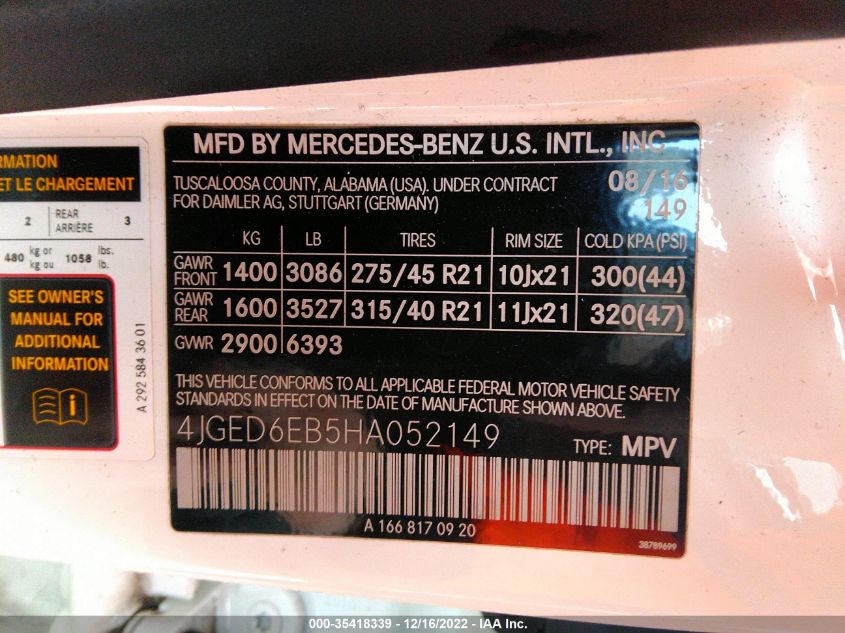 RMATION
ET LE CHARGEMENT
2 REAR ARRIÈRE 3
480 kg or kg ou 1058 lbs. lb.
SEE OWNER'S
MANUAL FOR
ADDITIONAL
INFORMATION
A 292 584 36 01
MFD BY MERCEDES-BENZ U.S. INTL., INC
TUSCALOOSA COUNTY, ALABAMA (USA). UNDER CONTRACT 08/16
FOR DAIMLER AG, STUTTGART (GERMANY) 149
KG LB TIRES RIM SIZE COLD KPA (PSI)
GAWR FRONT 1400 3086 275/45 R21 10Jx21 300(44)
GAWR REAR 1600 3527 315/40 R21 11Jx21 320(47)
GVWR 2900 6393
THIS VEHICLE CONFORMS TO ALL APPLICABLE FEDERAL MOTOR VEHICLE SAFETY
STANDARDS IN EFFECT ON THE DATE OF MANUFACTURE SHOWN ABOVE.
4JGED6EB5HA052149 TYPE: MPV
A 166 817 09 20
38789699
000-35418339 - 12/16/2022 - IAA Inc.